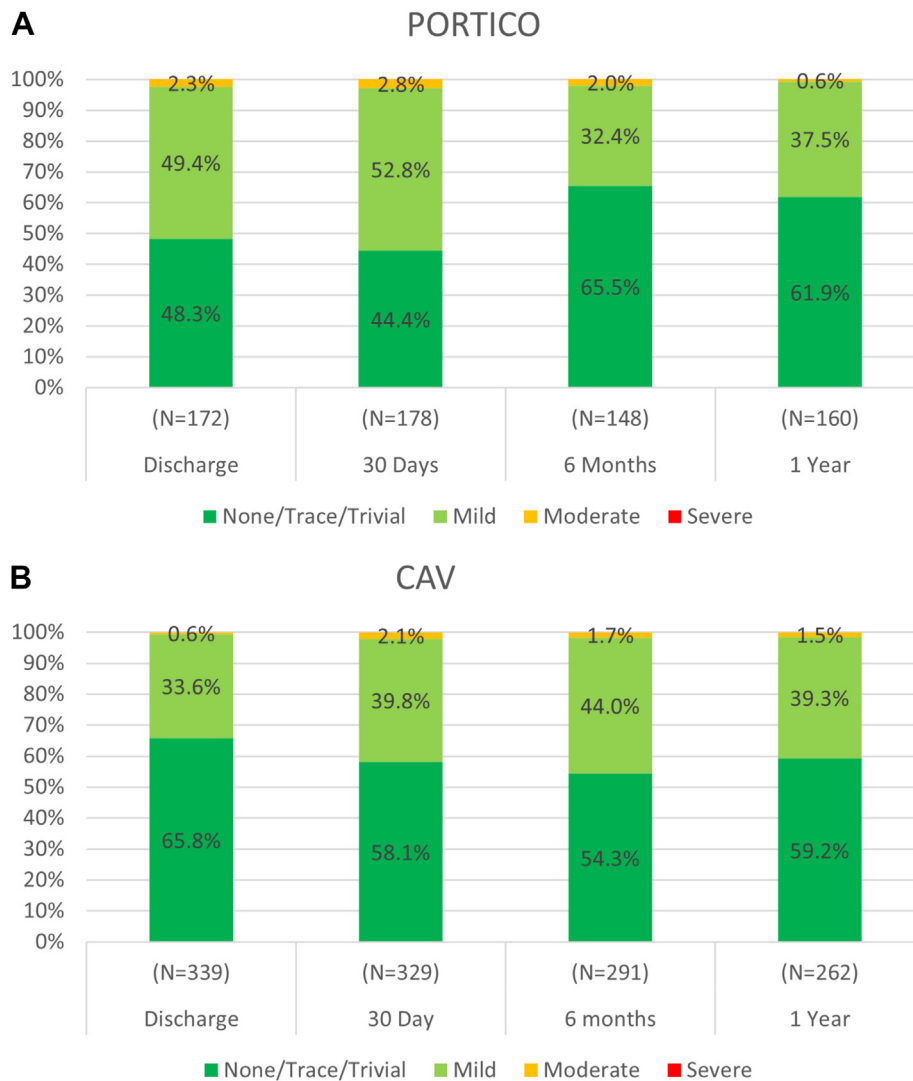 A
PORTICO
100%
90%
80%
70%
60%
50%
40%
30%
20%
10%
0%
2.3% 2.8% 2.0% 0.6%
49.4% 52.8% 32.4% 37.5%
48.3% 44.4% 65.5% 61.9%
(N=172) (N=178) (N=148) (N=160)
Discharge 30 Days 6 Months 1 Year
None/Trace/Trivial Mild Moderate Severe
B
CAV
100%
90%
80%
70%
60%
50%
40%
30%
20%
10%
0%
0.6% 2.1% 1.7% 1.5%
33.6% 39.8% 44.0% 39.3%
65.8% 58.1% 54.3% 59.2%
(N=339) (N=329) (N=291) (N=262)
Discharge 30 Day 6 months 1 Year
None/Trace/Trivial Mild Moderate Severe